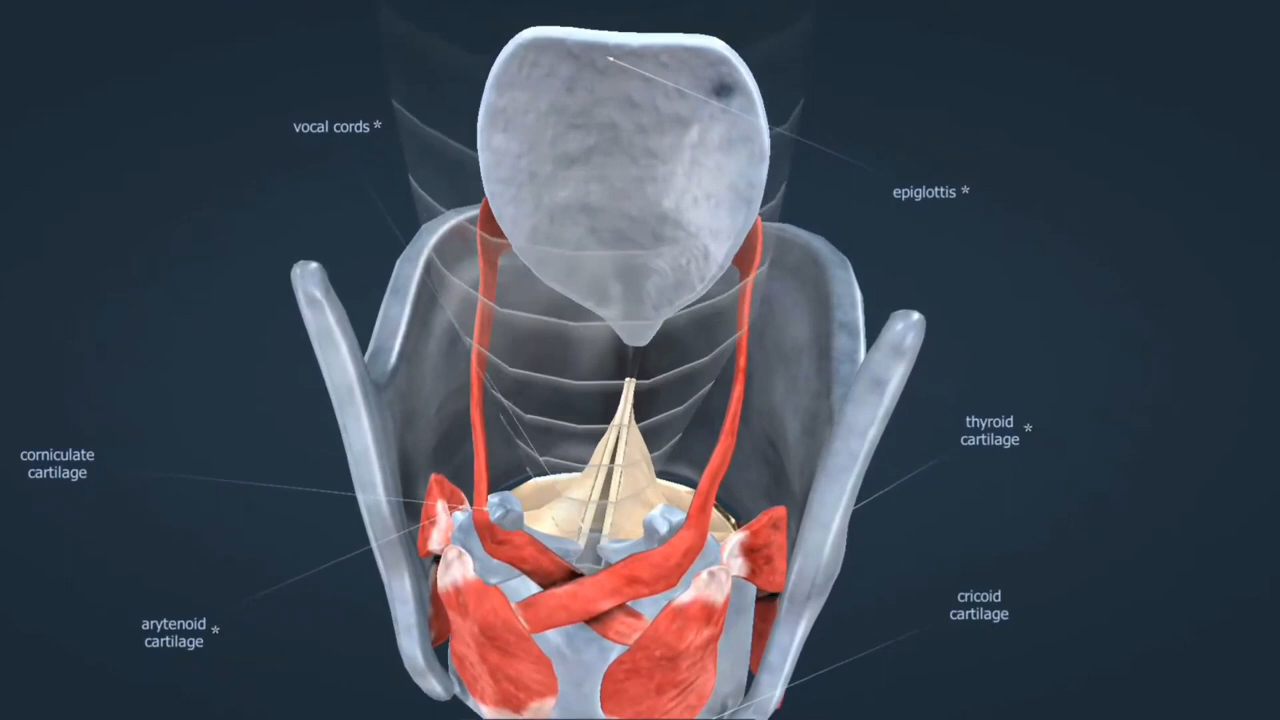 vocal cords *
epiglottis *
thyroid
cartilage *
corniculate
cartilage
cricoid
cartilage
arytenoid
cartilage *